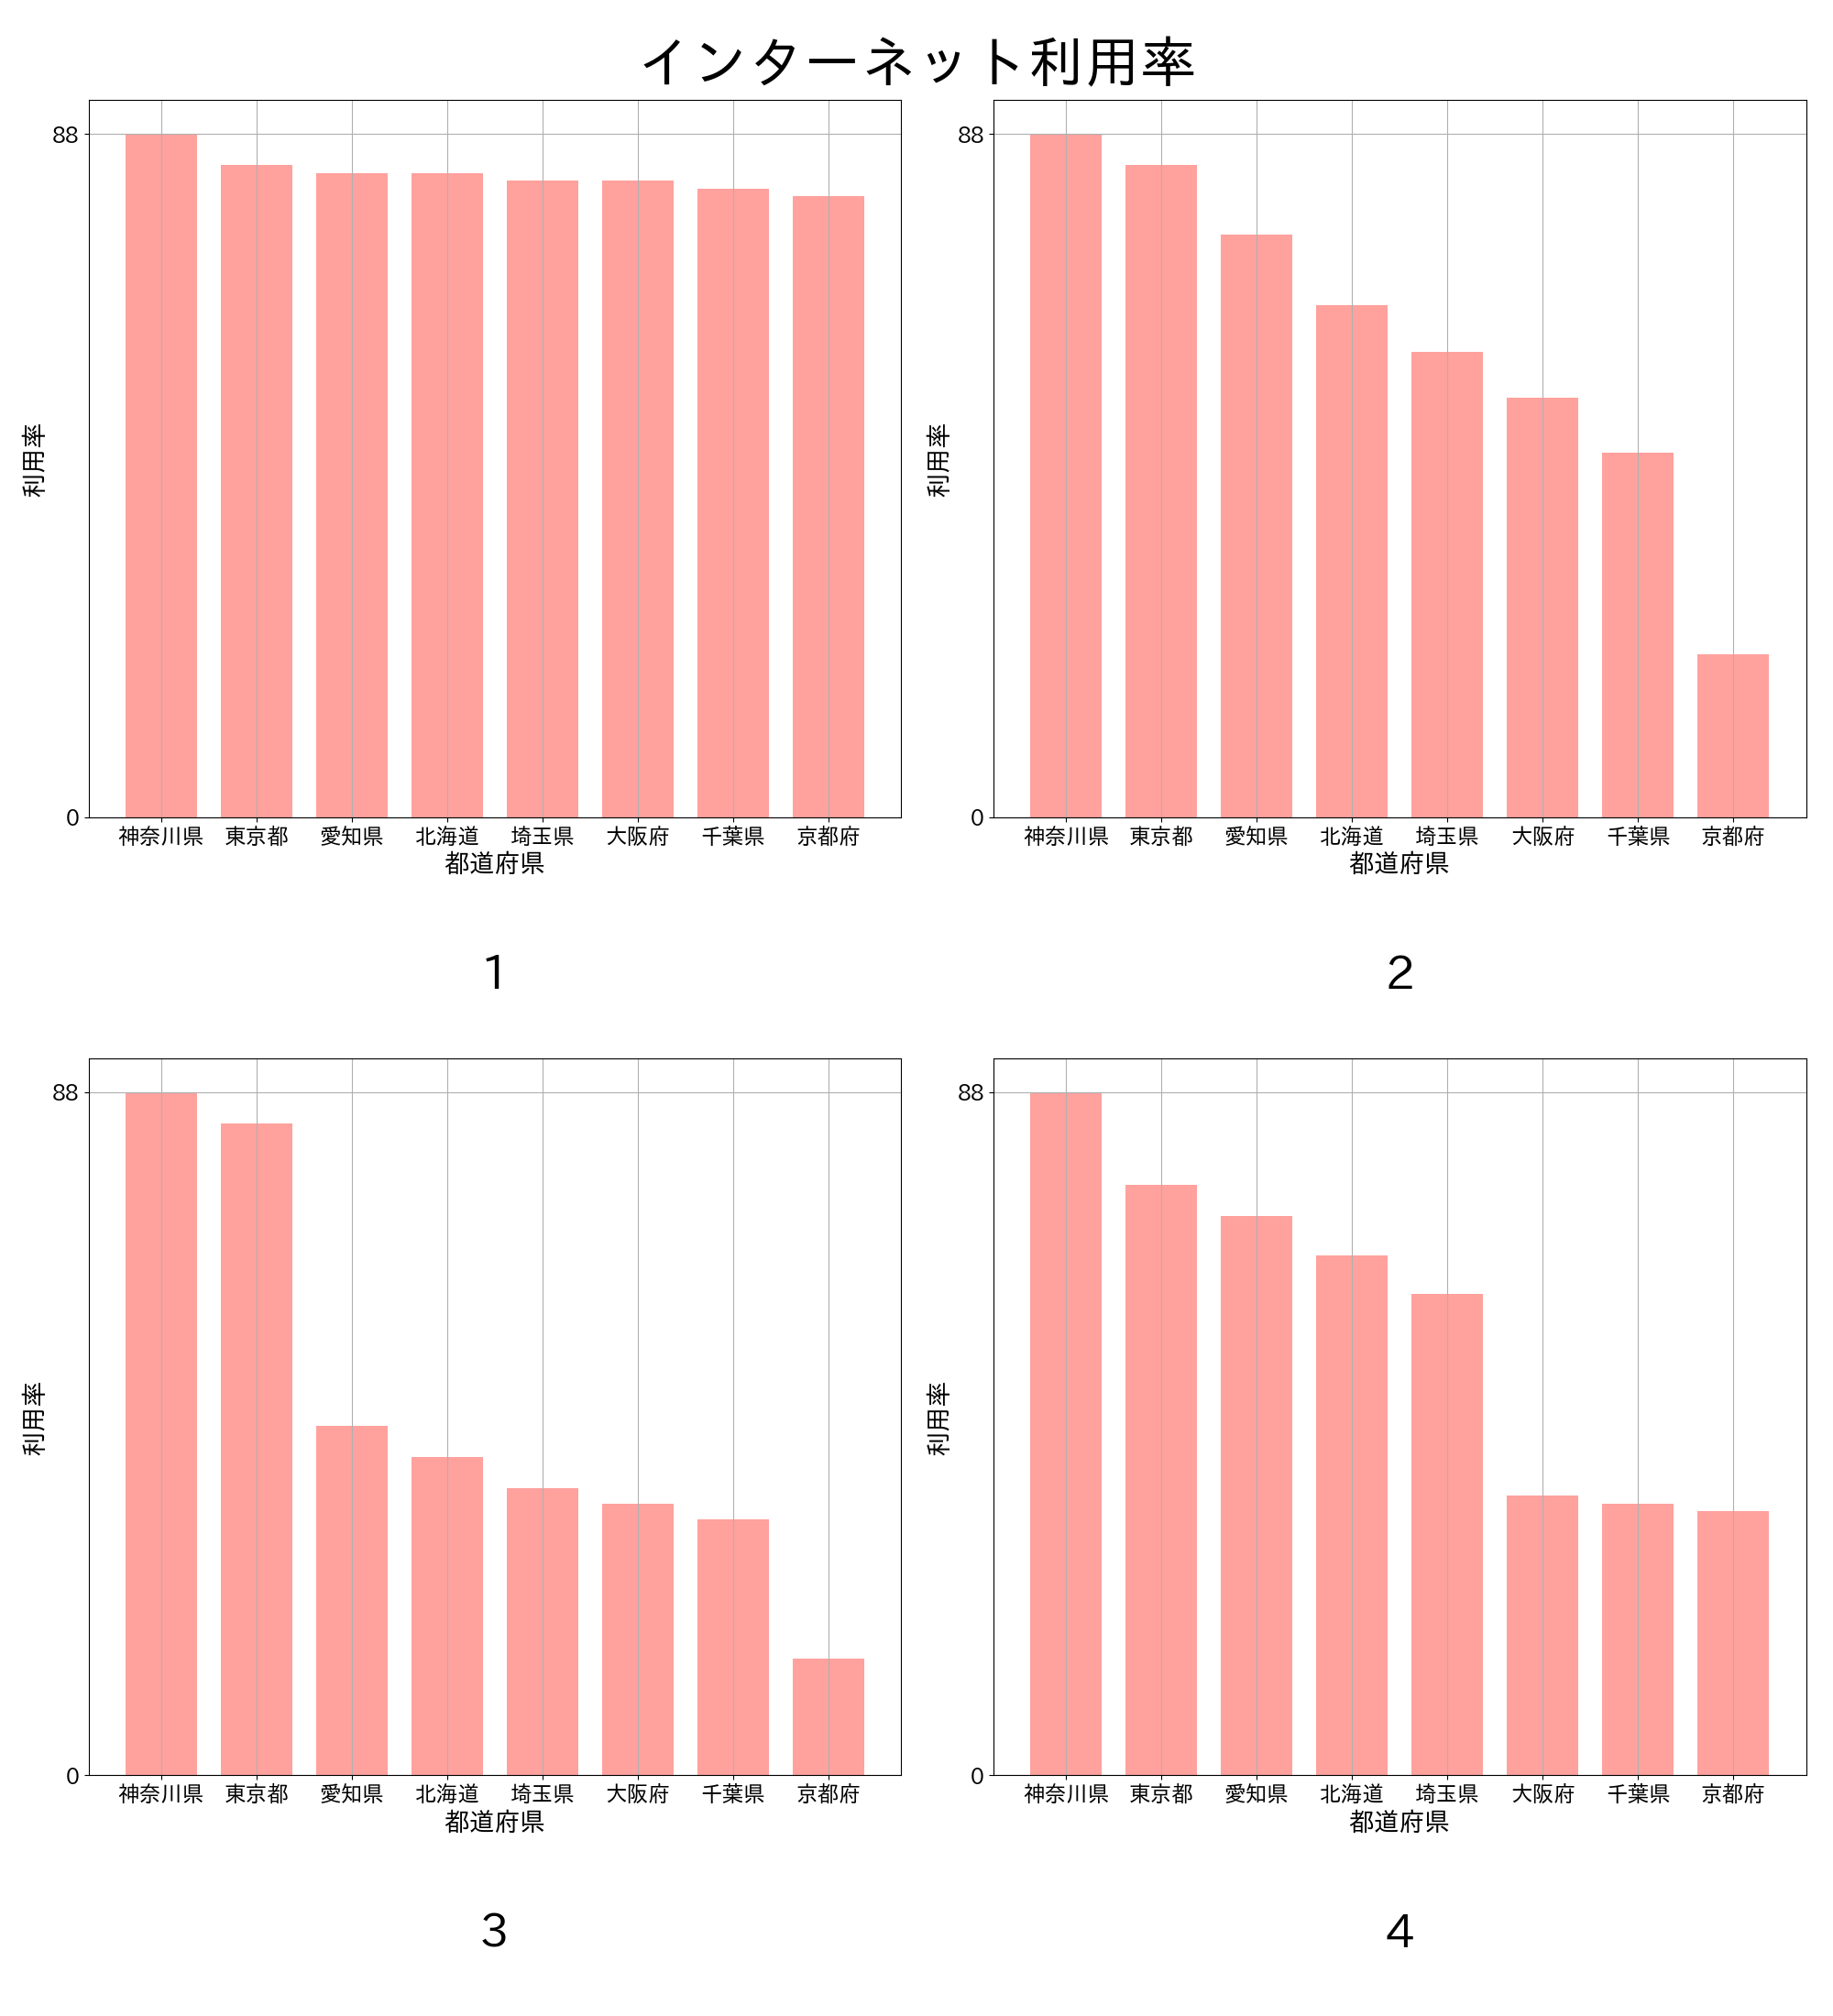 インターネット利用率
88
利用率
0
神奈川県 東京都 愛知県 北海道 埼玉県 大阪府 千葉県 京都府
都道府県
1
88
利用率
0
神奈川県 東京都 愛知県 北海道 埼玉県 大阪府 千葉県 京都府
都道府県
2
88
利用率
0
神奈川県 東京都 愛知県 北海道 埼玉県 大阪府 千葉県 京都府
都道府県
3
88
利用率
0
神奈川県 東京都 愛知県 北海道 埼玉県 大阪府 千葉県 京都府
都道府県
4